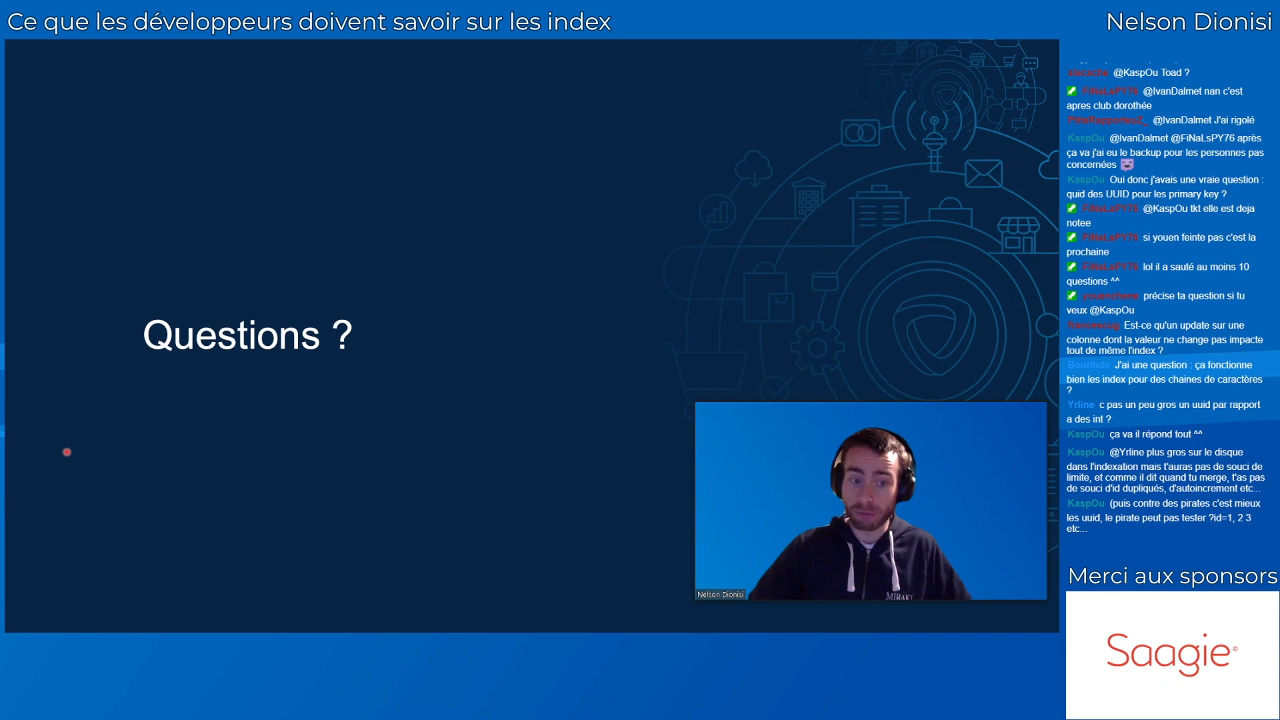 Ce que les développeurs doivent savoir sur les index
Nelson Dionisi
Questions ?
Nelson Dionisi
MIRAKL
@KaspOu Toad ?
FiNaLsPY76 @IvanDalmet nan c'est
apres club dorothée
@IvanDalmet J'ai rigolé
KaspOu @IvanDalmet @FiNaLsPY76 après
ça va j'ai eu le backup pour les personnes pas
concernées
KaspOu Oui donc j'avais une vraie question :
quid des UUID pour les primary key ?
FiNaLsPY76 @KaspOu tkt elle est deja
notee
FiNaLsPY76 si youen feinte pas c'est la
prochaine
FiNaLsPY76 lol il a sauté au moins 10
questions ^^
précise ta question si tu
veux @KaspOu
Est-ce qu'un update sur une
colonne dont la valeur ne change pas impacte
tout de même l'index ?
J'ai une question : ça fonctionne
bien les index pour des chaines de caractères
?
Yrline c pas un peu gros un uuid par rapport
a des int ?
KaspOu ça va il répond tout ^^
KaspOu @Yrline plus gros sur le disque
dans l'indexation mais t'auras pas de souci de
limite, et comme il dit quand tu merge, t'as pas
de souci d'id dupliqués, d'autoincrement etc...
KaspOu (puis contre des pirates c'est mieux
les uuid, le pirate peut pas tester ?id=1, 2 3
etc...
Merci aux sponsors
Saagie